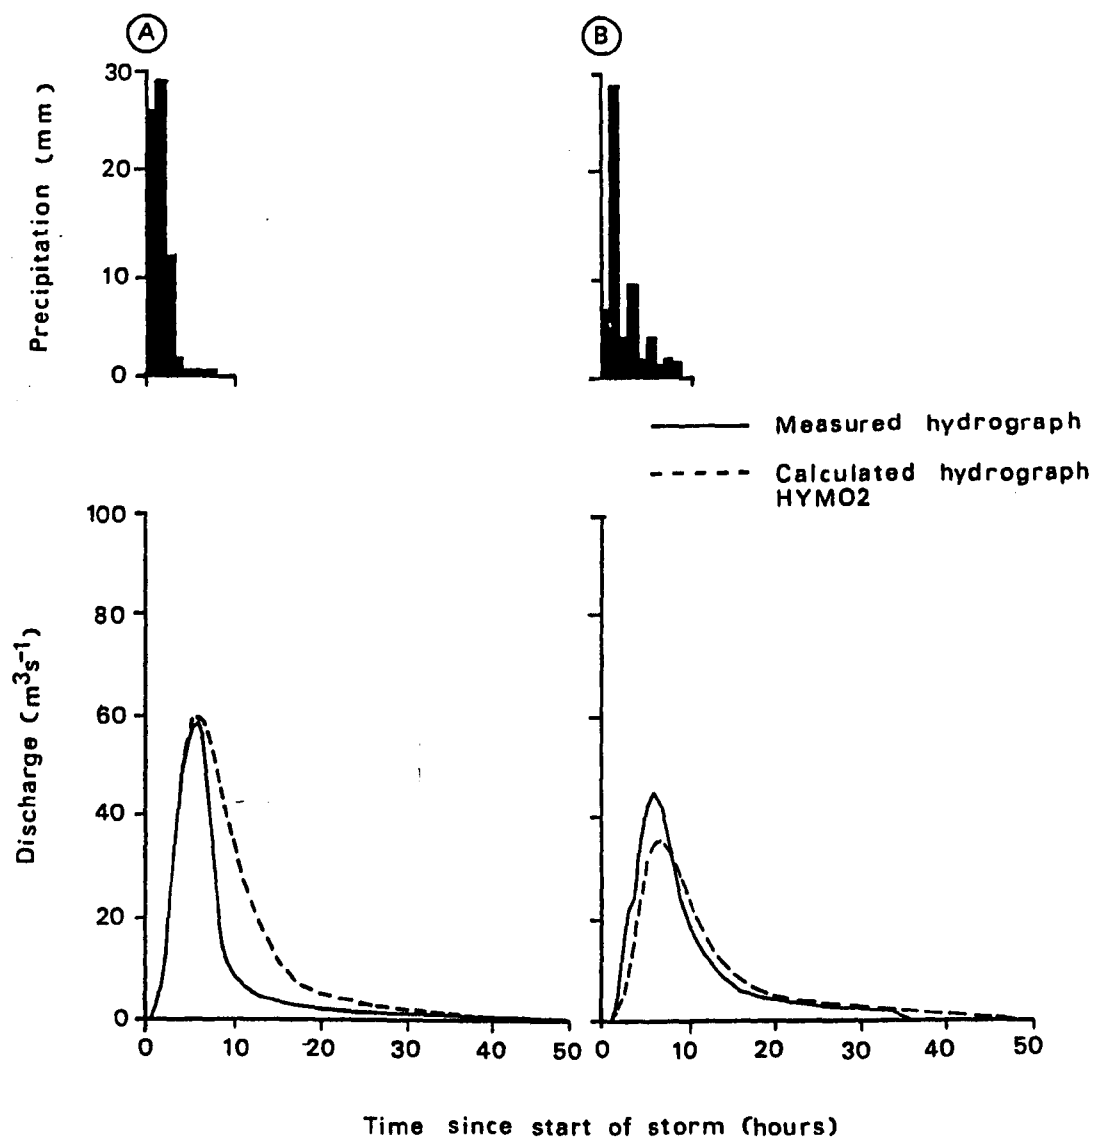 A
B
Precipitation (mm)
30
20
10
0
Measured hydrograph
Calculated hydrograph
HYMO2
Discharge (m³s⁻¹)
100
80
60
40
20
0
0 10 20 30 40 50
0 10 20 30 40 50
Time since start of storm (hours)